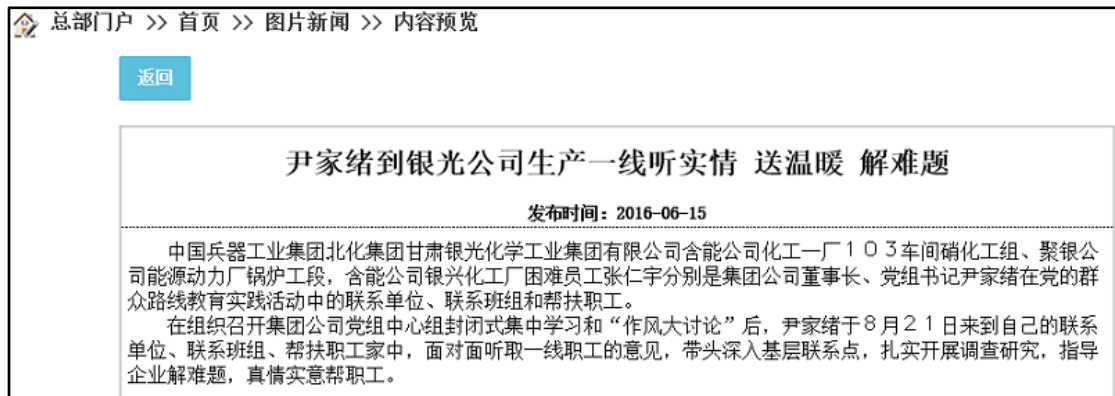 总部门户 >> 首页 >> 图片新闻 >> 内容预览
返回
尹家绪到银光公司生产一线听实情 送温暖 解难题
发布时间：2016-06-15
中国兵器工业集团北化集团甘肃银光化学工业集团有限公司含能公司化工一厂１０３车间硝化工组、聚银公
司能源动力厂锅炉工段，含能公司银兴化工厂困难员工张仁宇分别是集团公司董事长、党组书记尹家绪在党的群
众路线教育实践活动中的联系单位、联系班组和帮扶职工。
在组织召开集团公司党组中心组封闭式集中学习和“作风大讨论”后，尹家绪于８月２１日来到自己的联系
单位、联系班组、帮扶职工家中，面对面听取一线职工的意见，带头深入基层联系点，扎实开展调查研究，指导
企业解难题，真情实意帮职工。